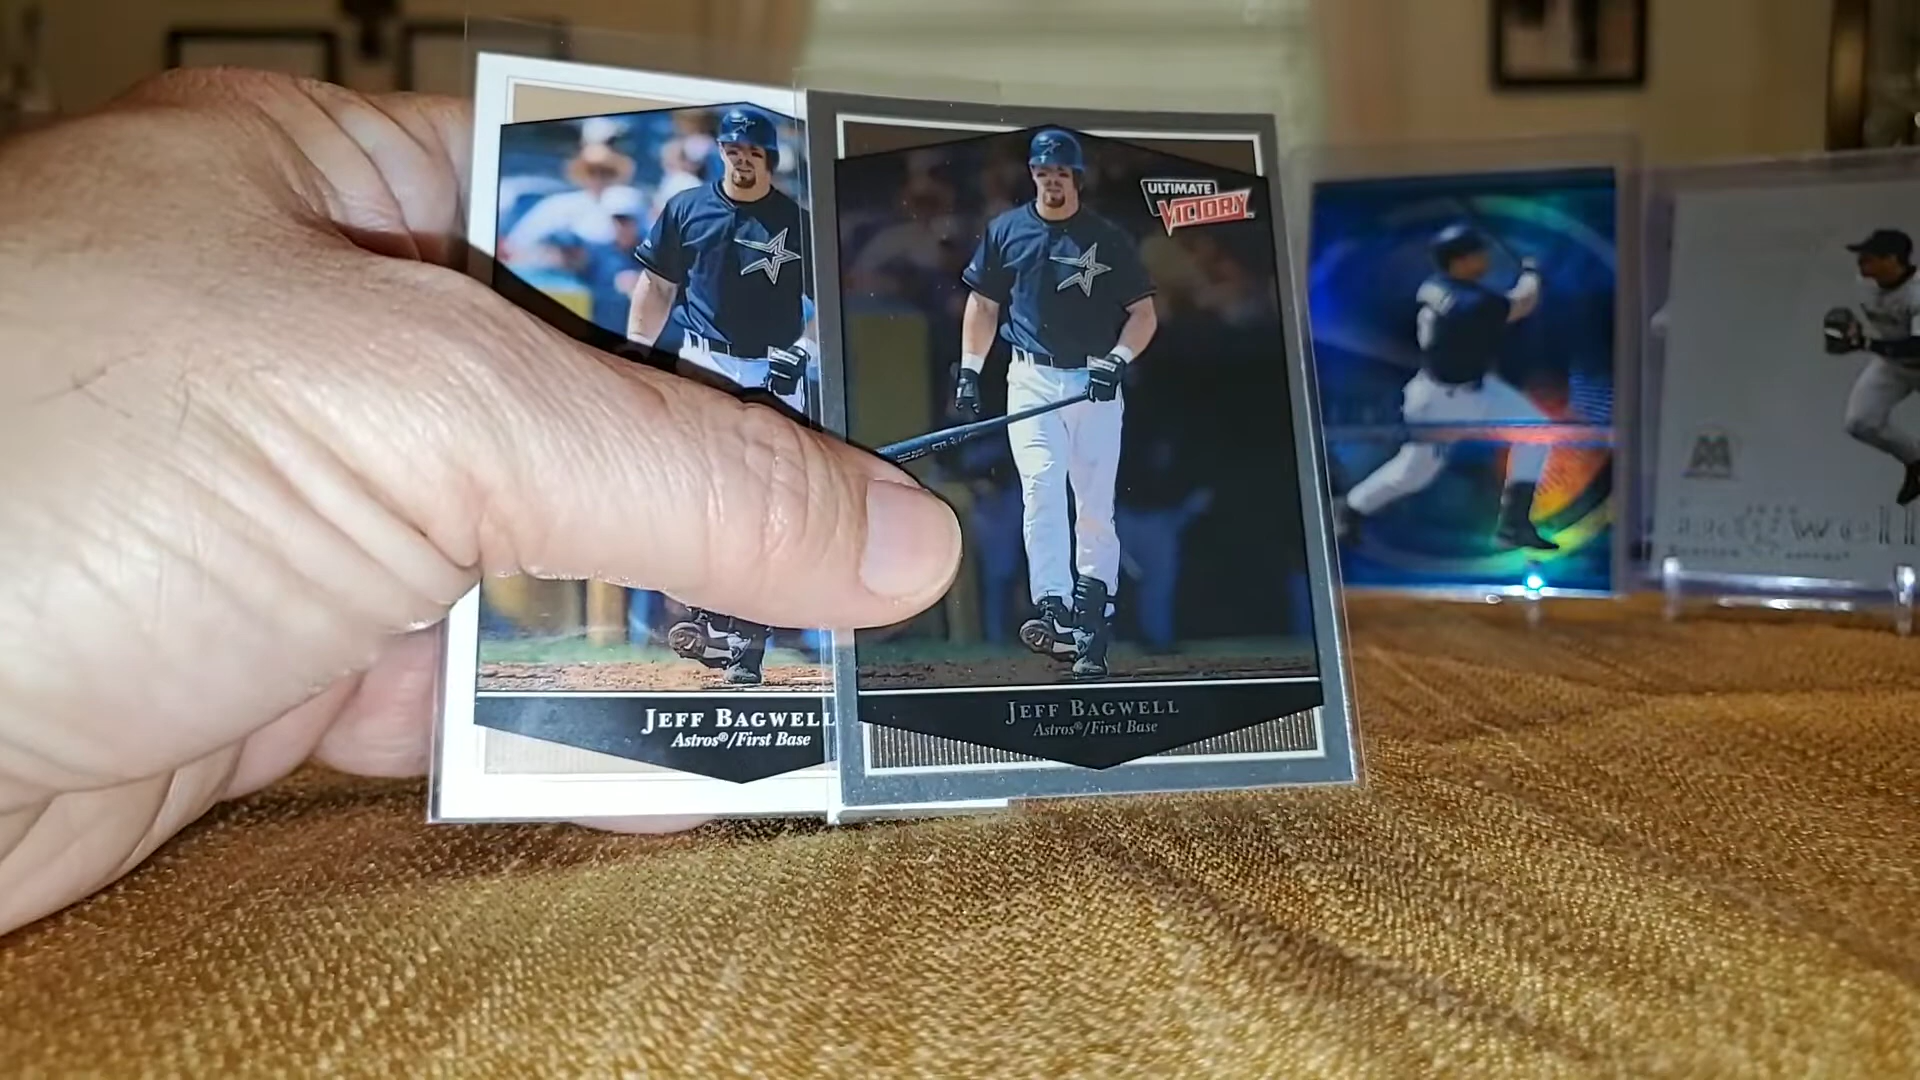 ULTIMATE
VICTORY
JEFF BAGWELL
Astros®/First Base
JEFF BAGWELL
Astros®/First Base